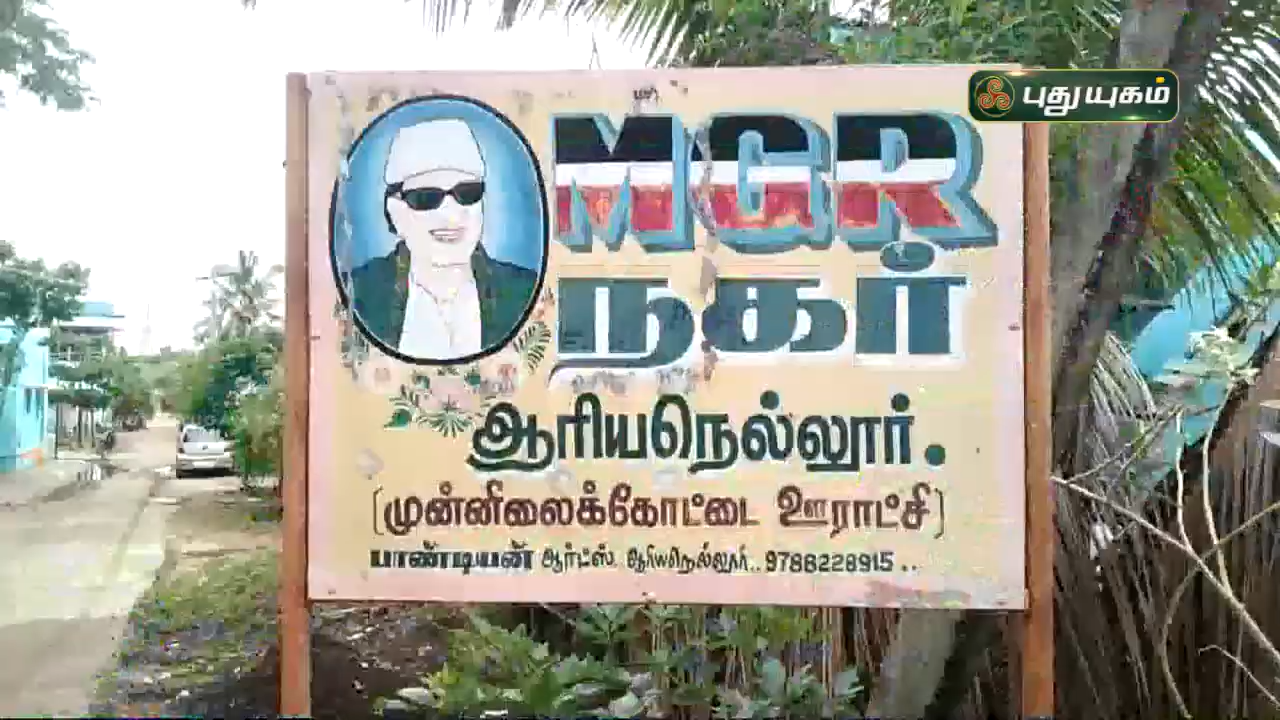 புதுயுகம்
MGR
நகர்
ஆரியநெல்லூர்.
(முன்னிலைக்கோட்டை ஊராட்சி)
பாண்டியன் ஆர்ட்ஸ். ஆரியநெல்லூர்.. 9788228915 ..